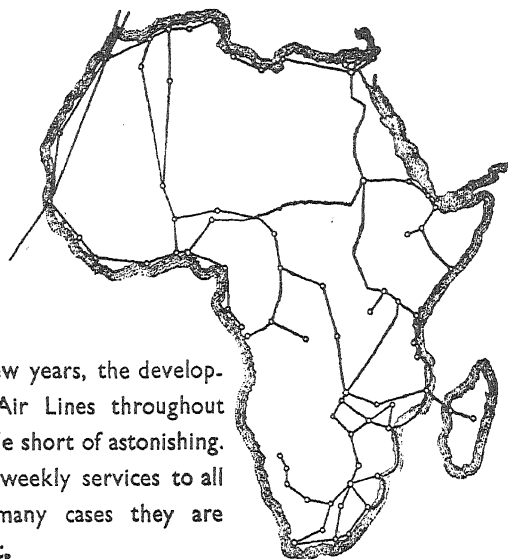 years, the develop-
Air Lines throughout
short of astonishing.
weekly services to all
many cases they are